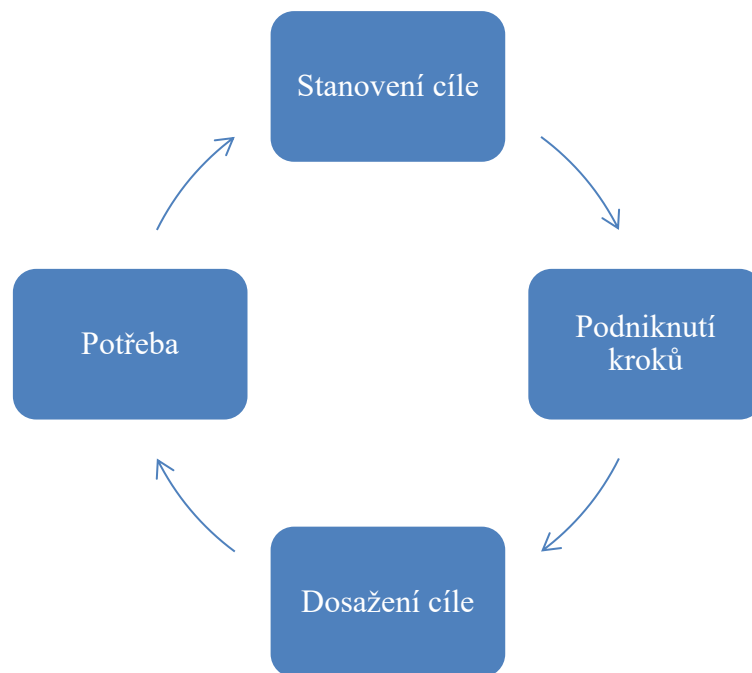 Stanovení cíle
Potřeba
Podniknutí
kroků
Dosažení cíle